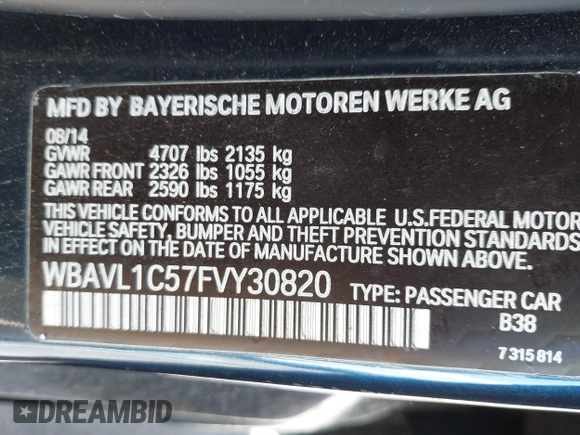 MFD BY BAYERISCHE MOTOREN WERKE AG
08/14
GVWR 4707 lbs 2135 kg
GAWR FRONT 2326 lbs 1055 kg
GAWR REAR 2590 lbs 1175 kg
THIS VEHICLE CONFORMS TO ALL APPLICABLE U.S.FEDERAL MOTOR
VEHICLE SAFETY, BUMPER AND THEFT PREVENTION STANDARDS
IN EFFECT ON THE DATE OF MANUFACTURE SHOWN ABOVE.
WBAVL1C57FVY30820 TYPE: PASSENGER CAR
B38
7 315 814
DREAMBID